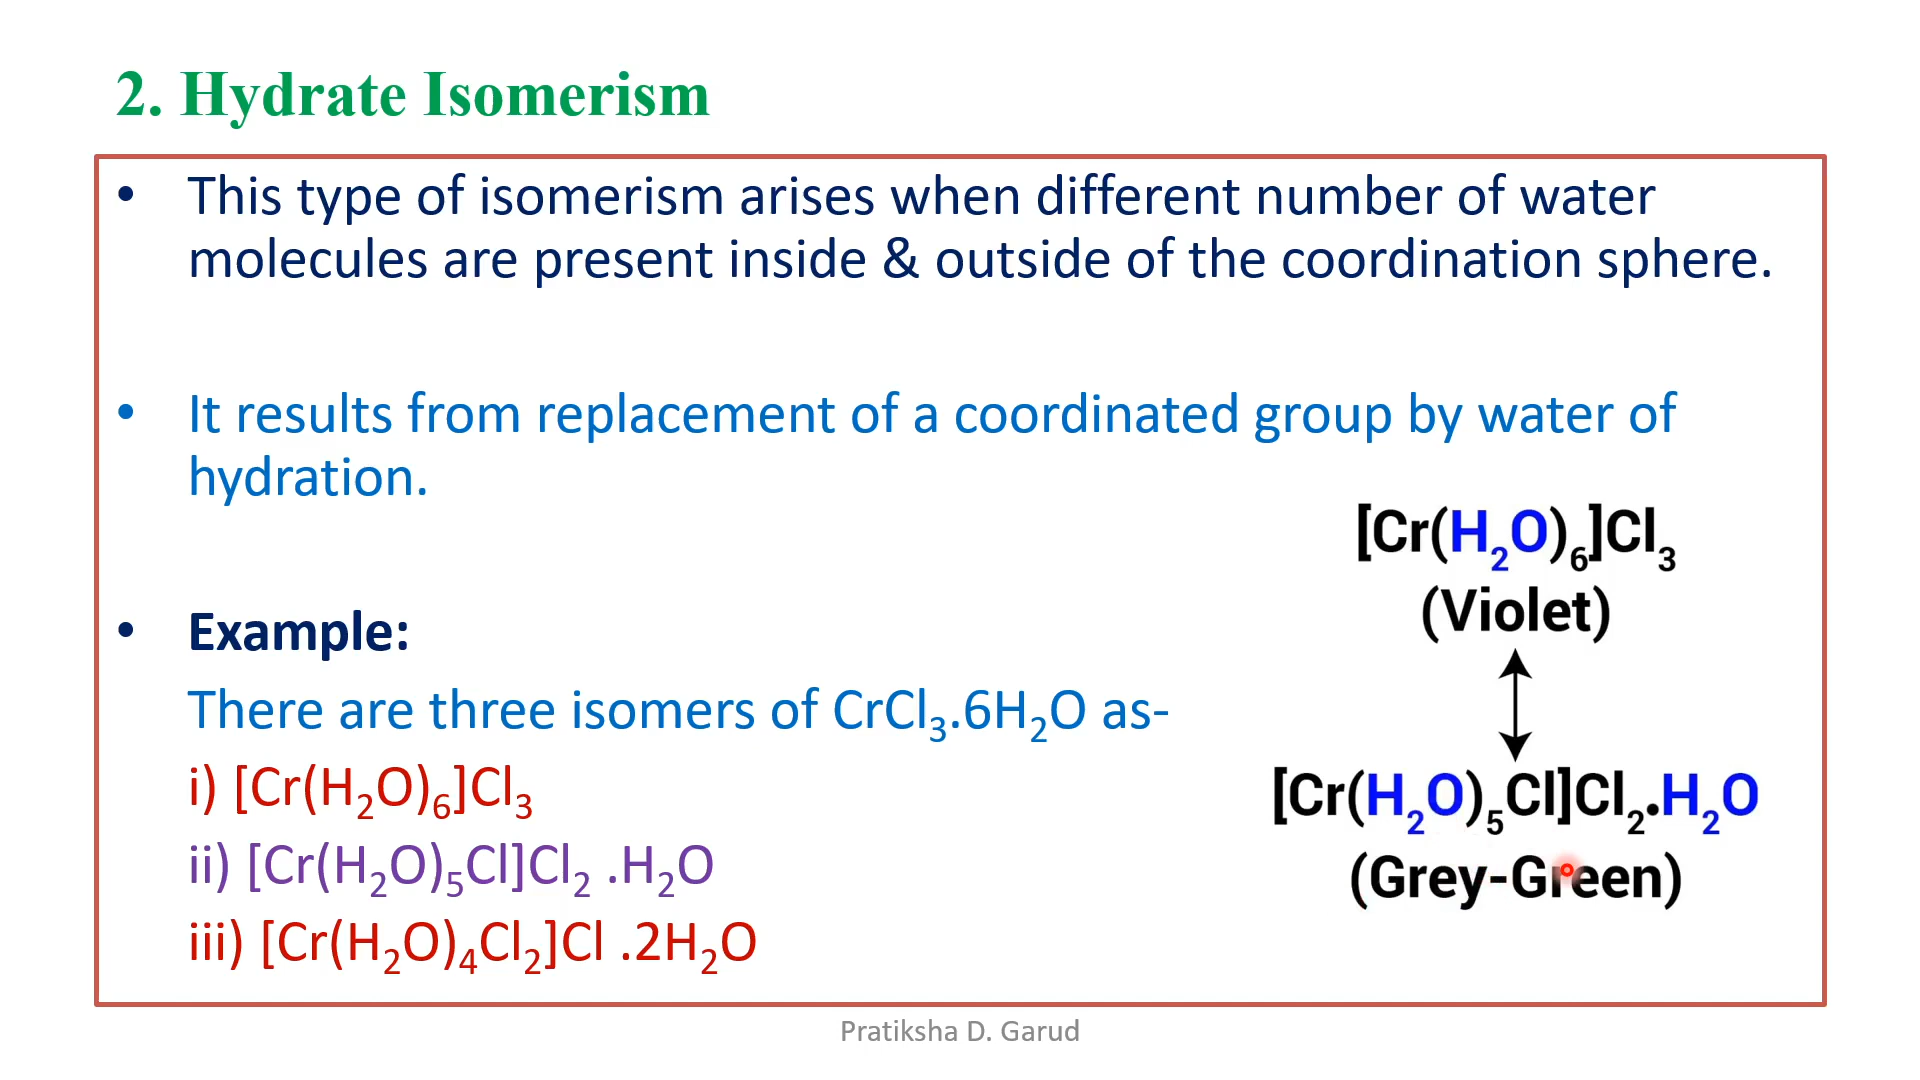 2. Hydrate Isomerism
• This type of isomerism arises when different number of water
molecules are present inside & outside of the coordination sphere.
• It results from replacement of a coordinated group by water of
hydration.
• Example:
There are three isomers of CrCl₃.6H₂O as-
i) [Cr(H₂O)₆]Cl₃
ii) [Cr(H₂O)₅Cl]Cl₂ .H₂O
iii) [Cr(H₂O)₄Cl₂]Cl .2H₂O
[Cr(H₂O)₆]Cl₃
(Violet)
[Cr(H₂O)₅Cl]Cl₂.H₂O
(Grey-Green)
Pratiksha D. Garud